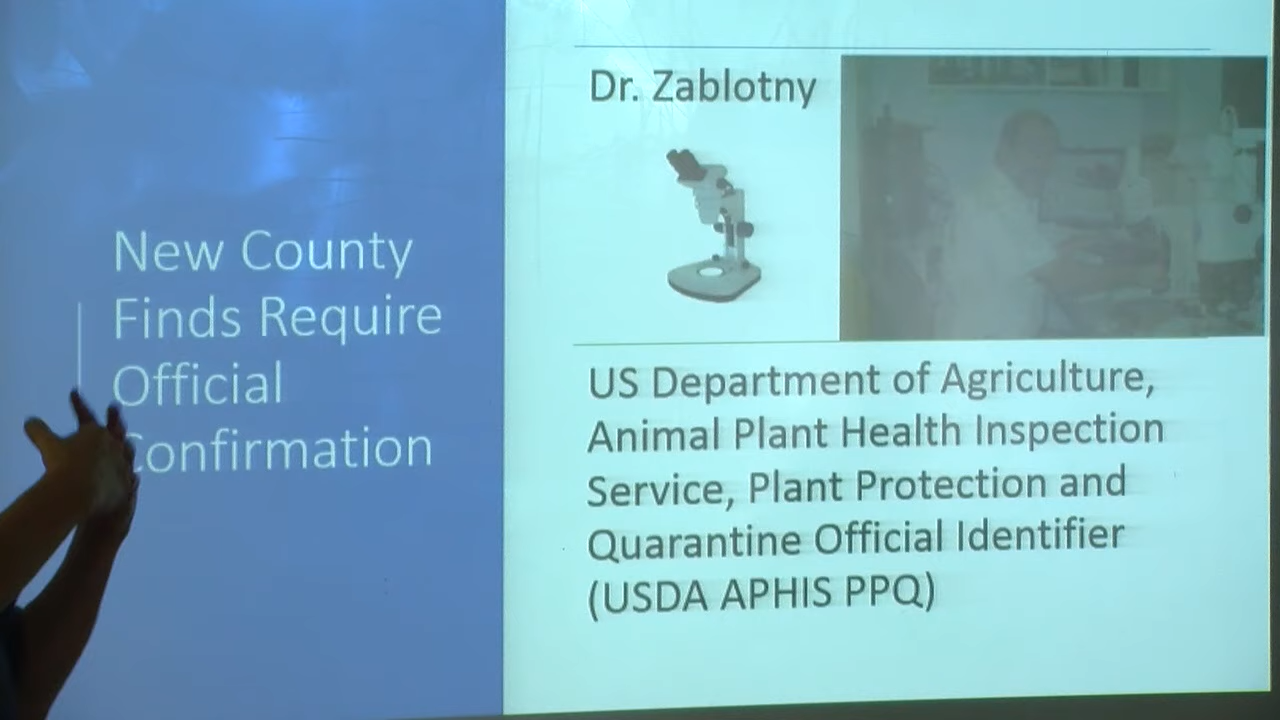 New County
Finds Require
Official
Confirmation
Dr. Zablotny
US Department of Agriculture,
Animal Plant Health Inspection
Service, Plant Protection and
Quarantine Official Identifier
(USDA APHIS PPQ)